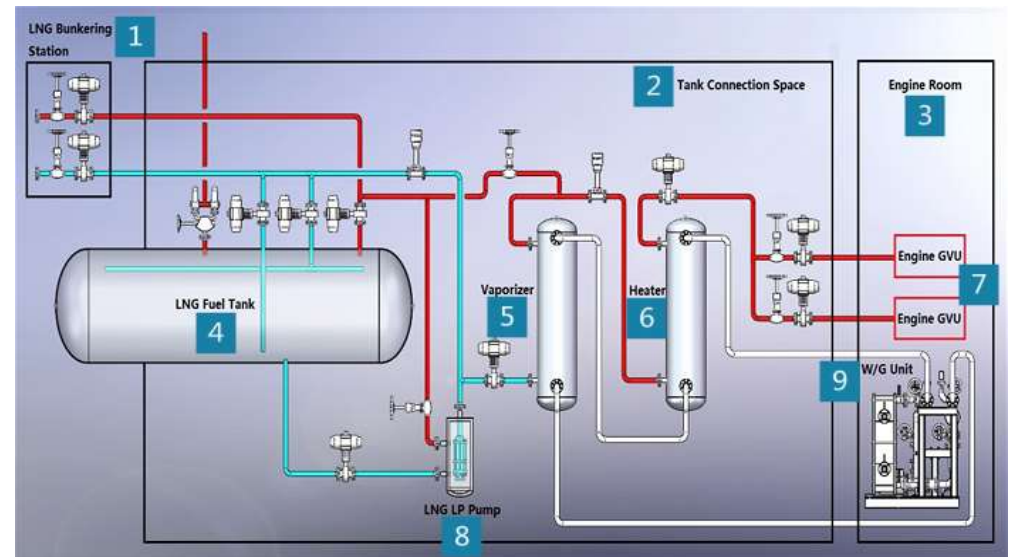 LNG Bunkering
Station
1
2
Tank Connection Space
Engine Room
3
LNG Fuel Tank
4
Vaporizer
5
Heater
6
Engine GVU
7
Engine GVU
9
W/G Unit
LNG LP Pump
8